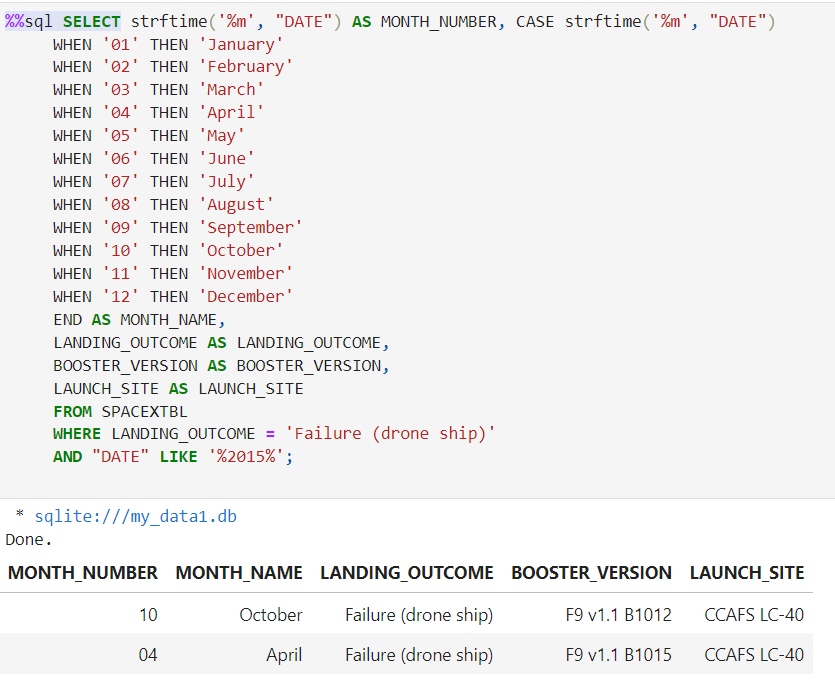 %%sql SELECT strftime('%m', "DATE") AS MONTH_NUMBER, CASE strftime('%m', "DATE")
WHEN '01' THEN 'January'
WHEN '02' THEN 'February'
WHEN '03' THEN 'March'
WHEN '04' THEN 'April'
WHEN '05' THEN 'May'
WHEN '06' THEN 'June'
WHEN '07' THEN 'July'
WHEN '08' THEN 'August'
WHEN '09' THEN 'September'
WHEN '10' THEN 'October'
WHEN '11' THEN 'November'
WHEN '12' THEN 'December'
END AS MONTH_NAME,
LANDING_OUTCOME AS LANDING_OUTCOME,
BOOSTER_VERSION AS BOOSTER_VERSION,
LAUNCH_SITE AS LAUNCH_SITE
FROM SPACEXTBL
WHERE LANDING_OUTCOME = 'Failure (drone ship)'
AND "DATE" LIKE '%2015%';
* sqlite:///my_data1.db
Done.
MONTH_NUMBER MONTH_NAME LANDING_OUTCOME BOOSTER_VERSION LAUNCH_SITE
10 October Failure (drone ship) F9 v1.1 B1012 CCAFS LC-40
04 April Failure (drone ship) F9 v1.1 B1015 CCAFS LC-40